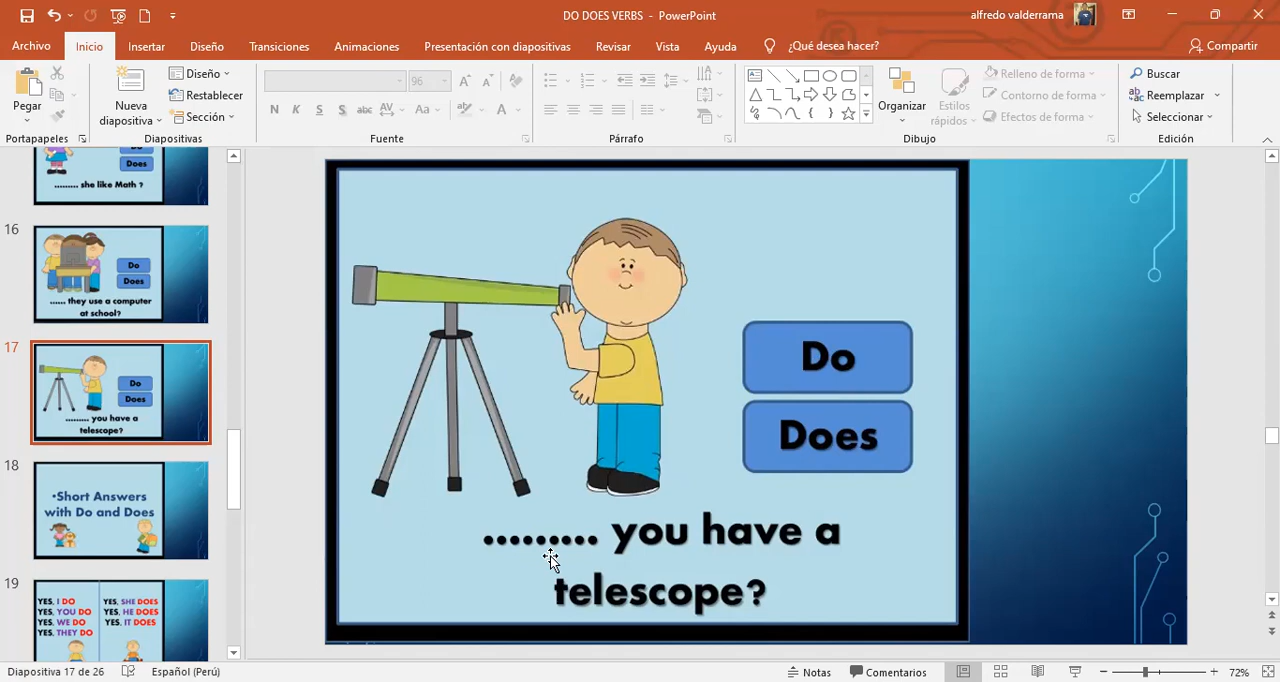 DO DOES VERBS - PowerPoint
alfredo valderrama
Archivo
Inicio
Insertar
Diseño
Transiciones
Animaciones
Presentación con diapositivas
Revisar
Vista
Ayuda
¿Qué desea hacer?
Compartir
Pegar
Nueva
diapositiva
Diseño
Restablecer
Sección
96
N K S S abc AV Aa
A
Organizar
Estilos
rápidos
Relleno de forma
Contorno de forma
Efectos de forma
Buscar
Reemplazar
Seleccionar
Portapapeles
Diapositivas
Fuente
Párrafo
Dibujo
Edición
Do
Does
......... she like Math ?
16
Do
Does
...... they use a computer
at school?
17
Do
Does
......... you have a
telescope?
18
•Short Answers
with Do and Does
19
YES, I DO
YES, YOU DO
YES, WE DO
YES, THEY DO
YES, SHE DOES
YES, HE DOES
YES, IT DOES
Do
Does
......... you have a
telescope?
Diapositiva 17 de 26
Español (Perú)
Notas
Comentarios
72%